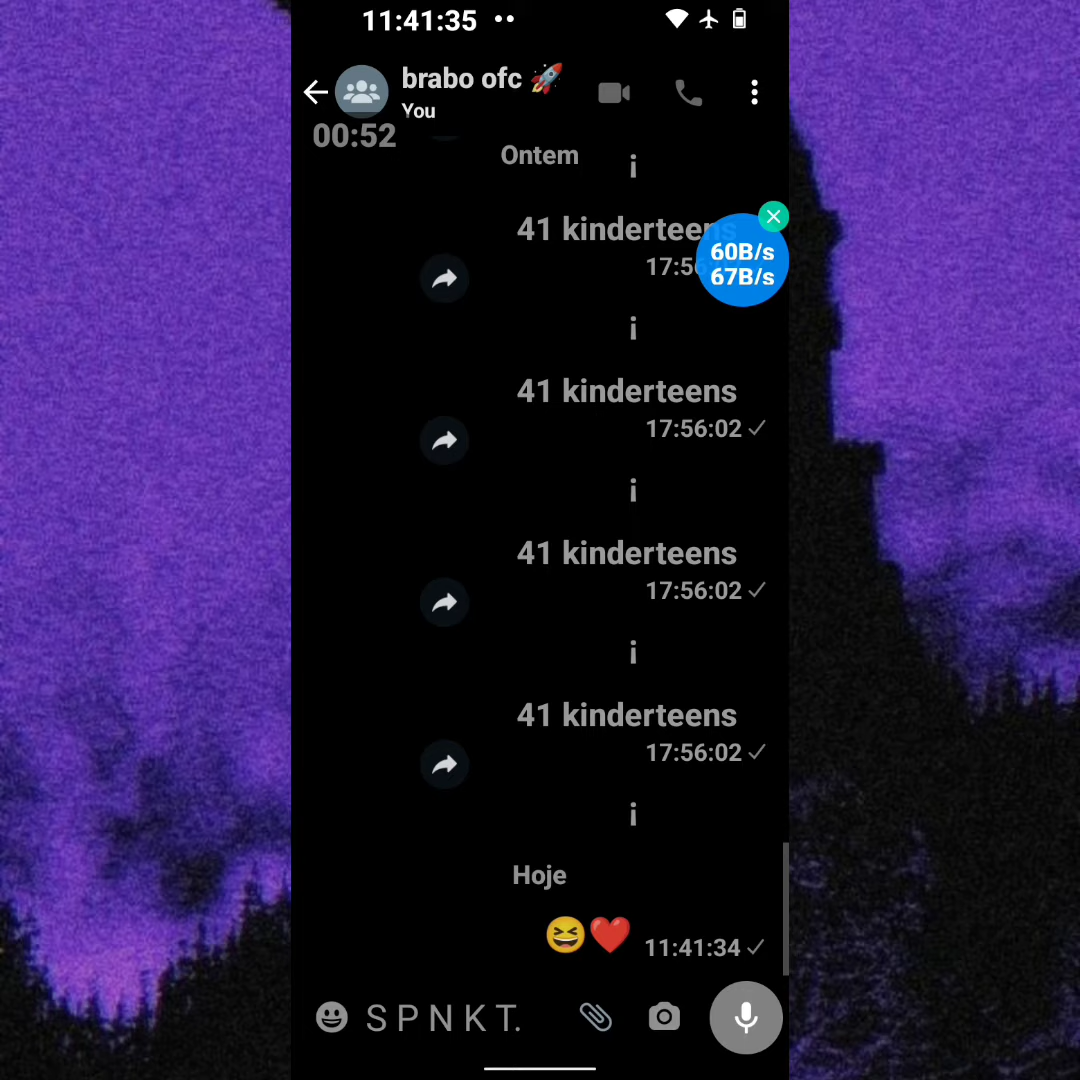 11:41:35
brabo ofc 🚀
You
00:52
Ontem
¡
41 kinderteens
17:56
60B/s
67B/s
¡
41 kinderteens
17:56:02
¡
41 kinderteens
17:56:02
¡
41 kinderteens
17:56:02
¡
Hoje
😆❤️ 11:41:34
S P N K T.